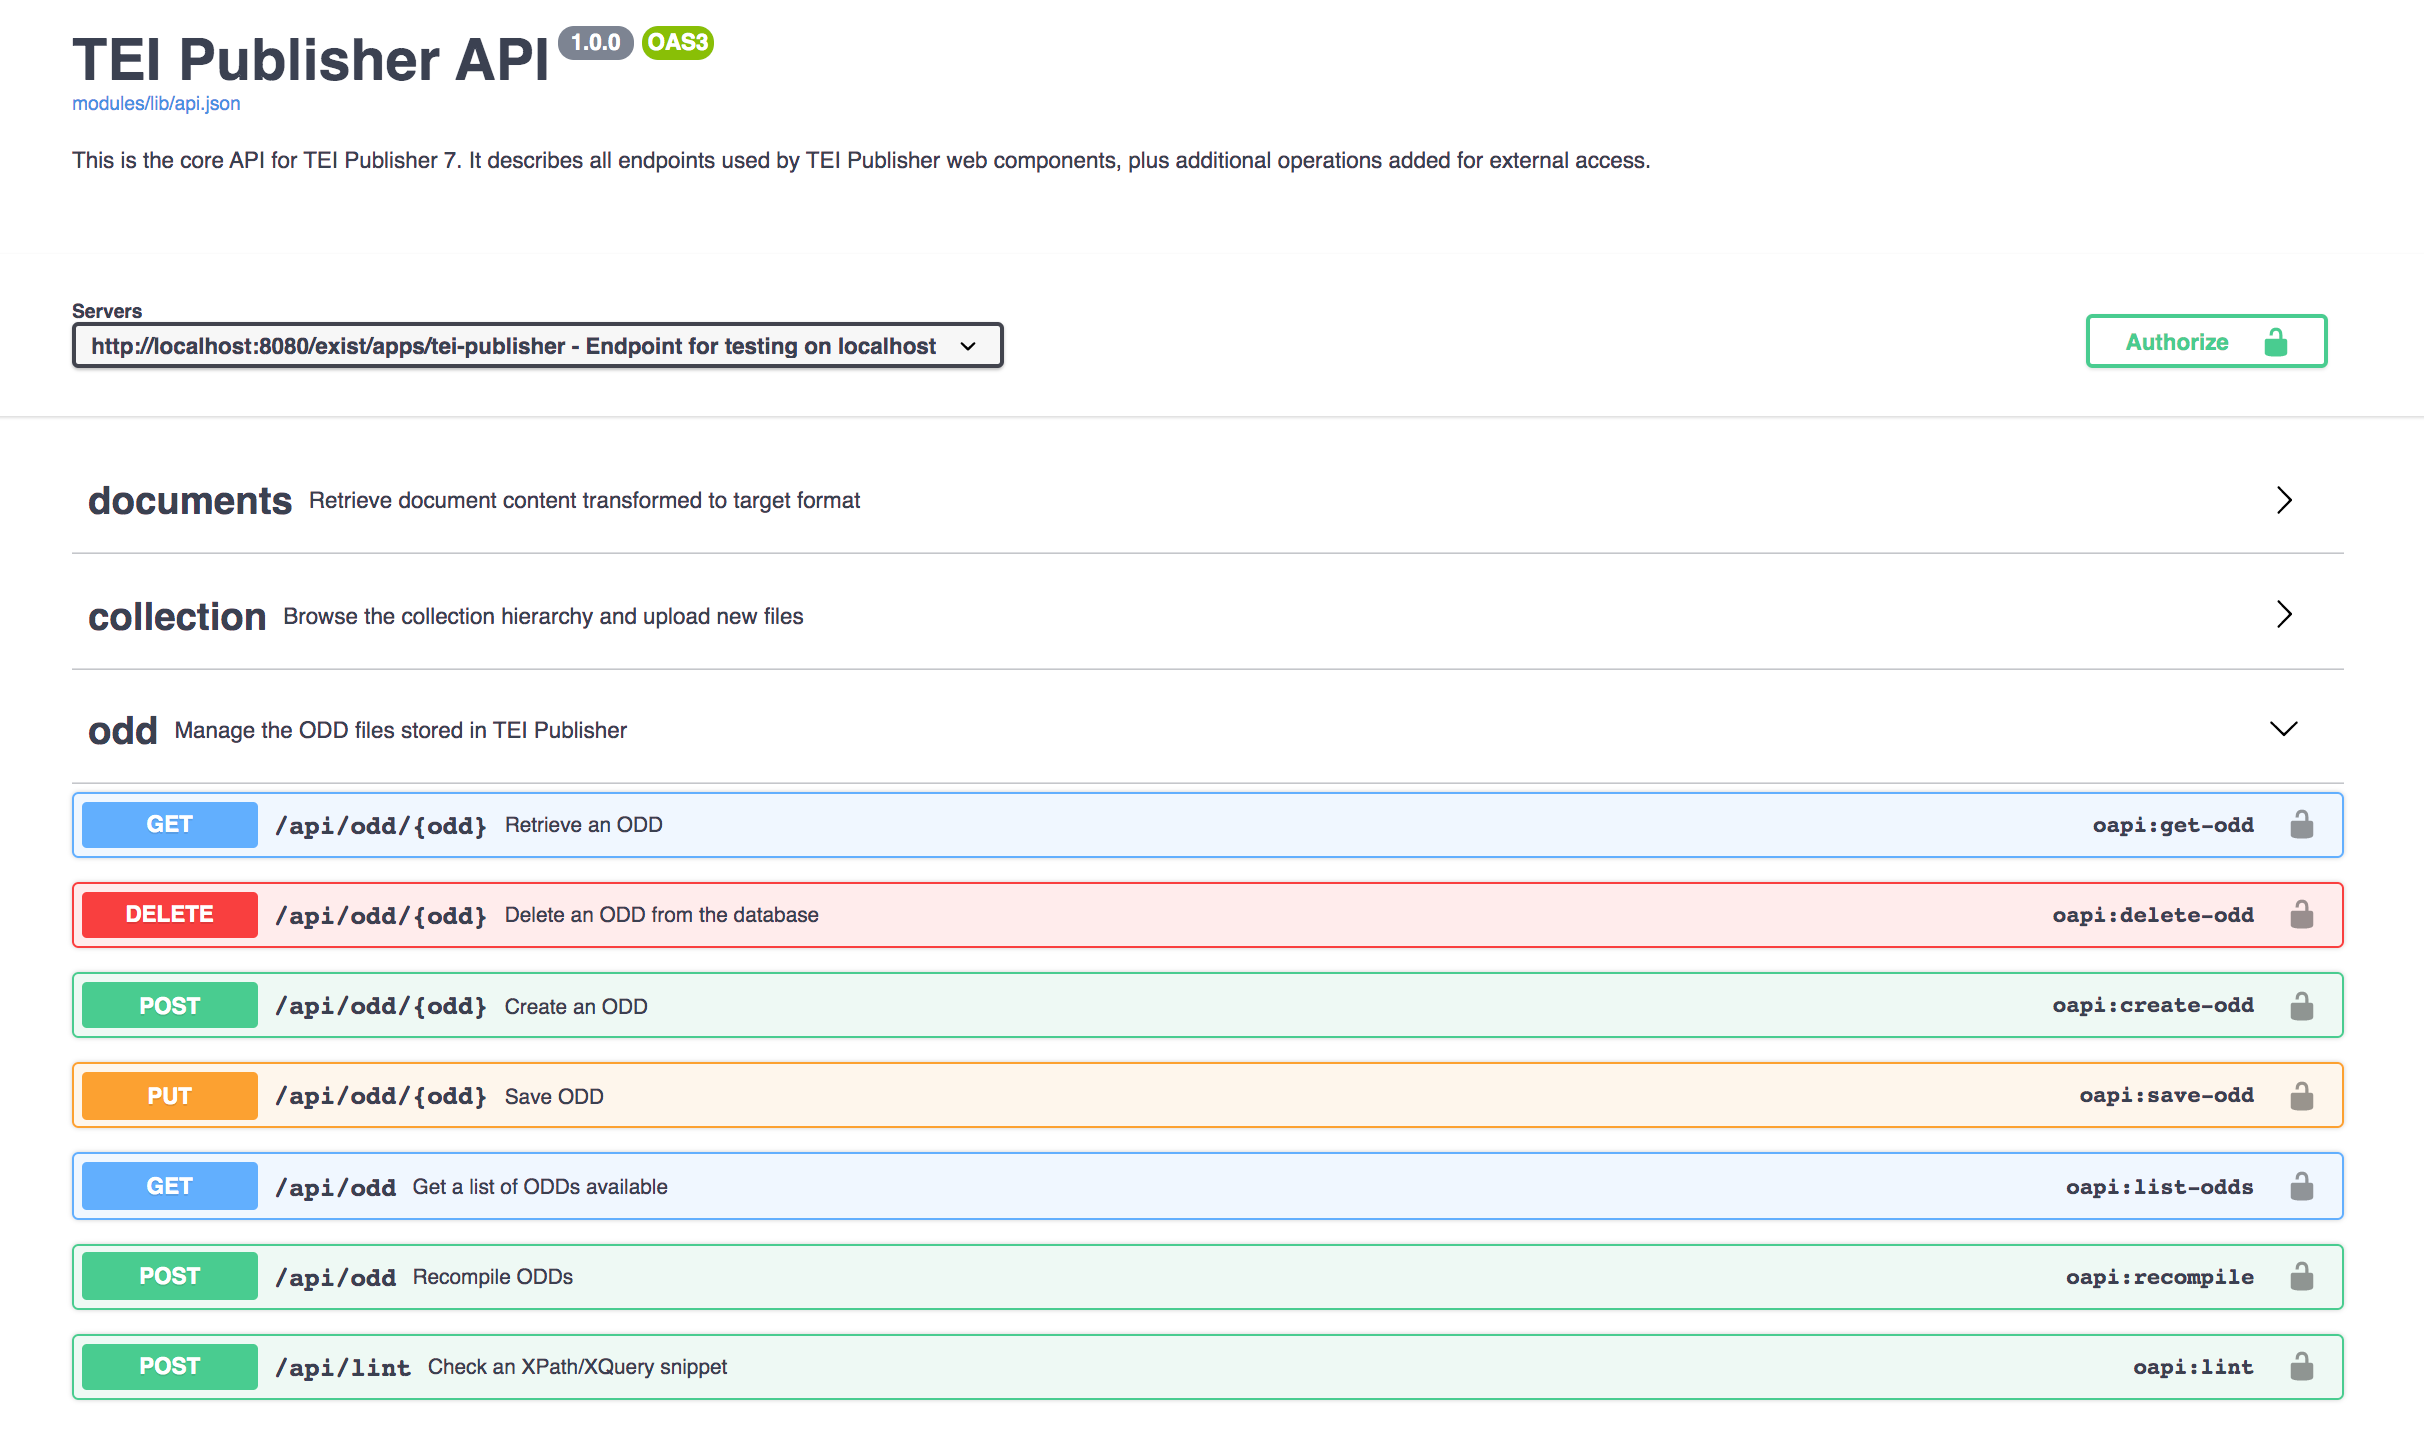 TEI Publisher API 1.0.0 OAS3
modules/lib/api.json
This is the core API for TEI Publisher 7. It describes all endpoints used by TEI Publisher web components, plus additional operations added for external access.
Servers
http://localhost:8080/exist/apps/tei-publisher - Endpoint for testing on localhost
Authorize
documents Retrieve document content transformed to target format
collection Browse the collection hierarchy and upload new files
odd Manage the ODD files stored in TEI Publisher
GET /api/odd/{odd} Retrieve an ODD oapi:get-odd
DELETE /api/odd/{odd} Delete an ODD from the database oapi:delete-odd
POST /api/odd/{odd} Create an ODD oapi:create-odd
PUT /api/odd/{odd} Save ODD oapi:save-odd
GET /api/odd Get a list of ODDs available oapi:list-odds
POST /api/odd Recompile ODDs oapi:recompile
POST /api/lint Check an XPath/XQuery snippet oapi:lint